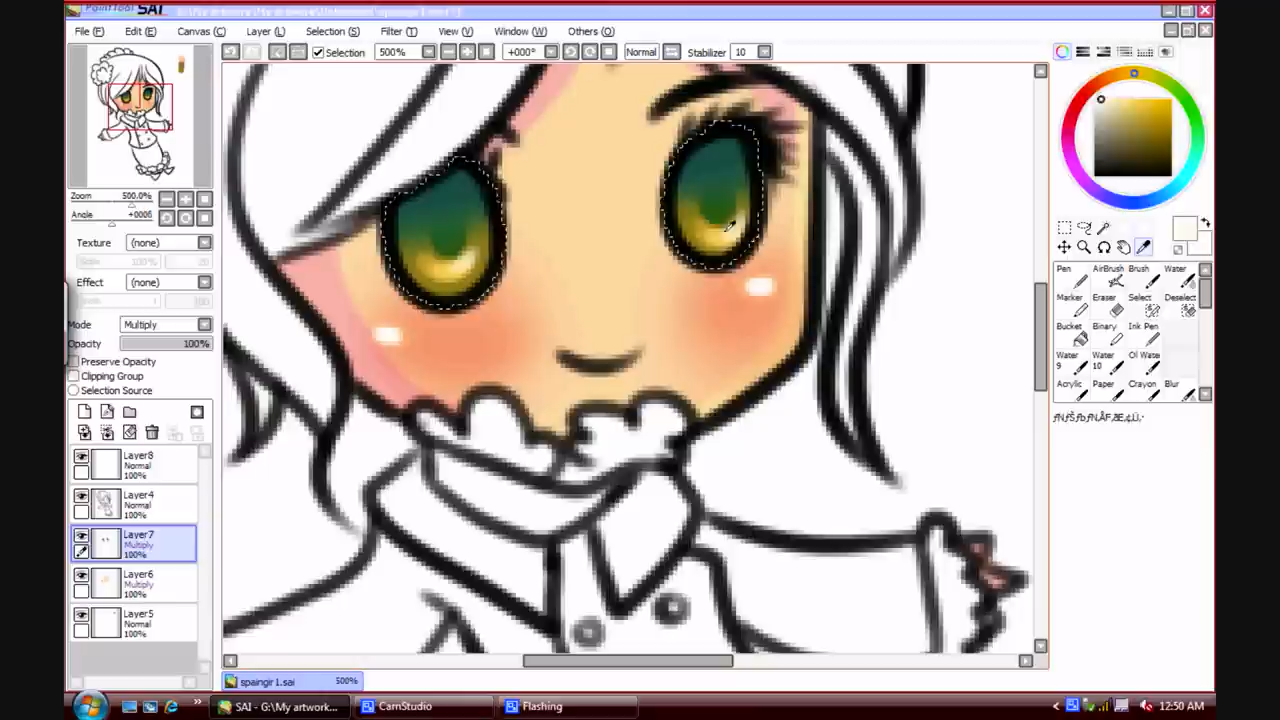 PaintTool SAI
File (F) Edit (E) Canvas (C) Layer (L) Selection (S) Filter (T) View (V) Window (W) Others (O)
Selection 500% +000° Normal Stabilizer 10
Zoom 500.0%
Angle +0006
Texture (none)
Scale 100% 20
Effect (none)
100
Mode Multiply
Opacity 100%
Preserve Opacity
Clipping Group
Selection Source
Layer8
Normal
100%
Layer4
Normal
100%
Layer7
Multiply
100%
Layer6
Multiply
100%
Layer5
Normal
100%
Pen AirBrush Brush Water
Marker Eraser Select Deselect
Bucket Binary Ink Pen
Water 9 Water 10 Oil Water
Acrylic Paper Crayon Blur
500%
SAI - G:\My artwork... CamStudio Flashing 12:50 AM